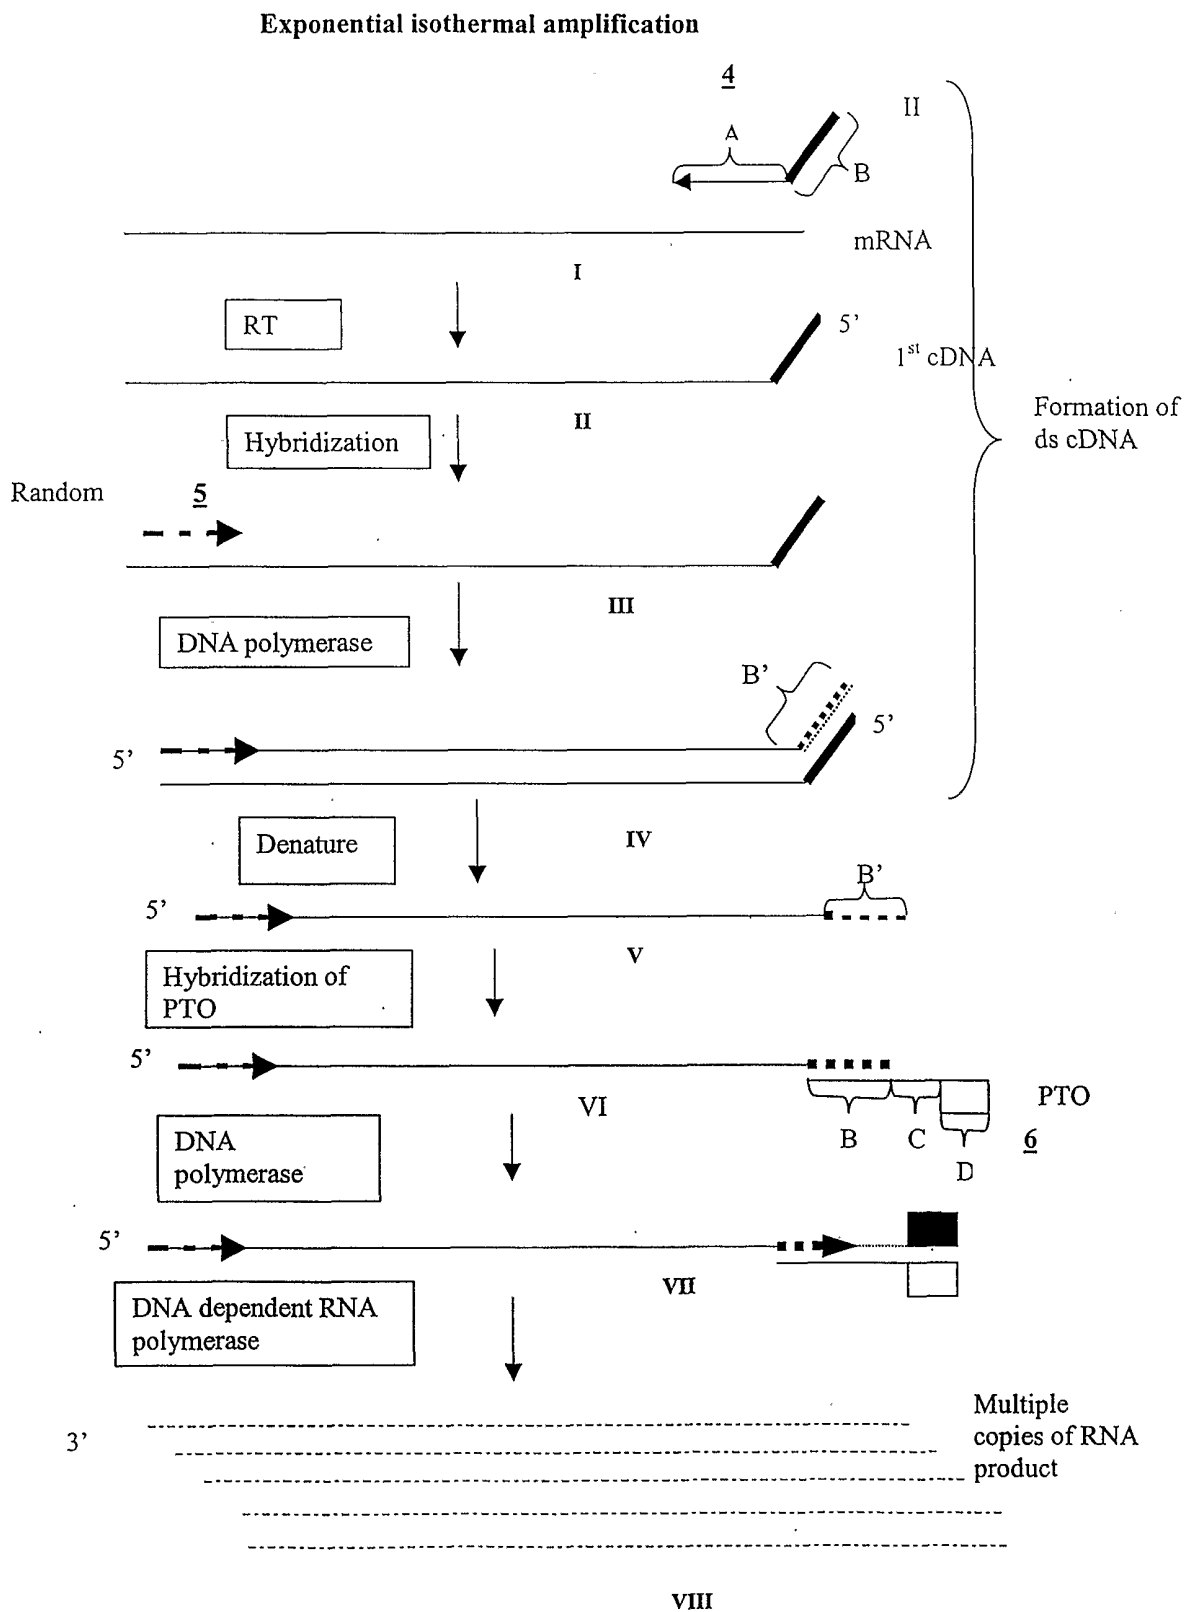 Exponential isothermal amplification
4
II
A
B
mRNA
I
RT
5’
1st cDNA
II
Hybridization
Formation of
ds cDNA
Random
5
III
DNA polymerase
B’
5’
5’
IV
Denature
B’
5’
V
Hybridization of
PTO
5’
VI
PTO
B
C
6
D
DNA
polymerase
5’
VII
DNA dependent RNA
polymerase
Multiple
copies of RNA
product
3’
VIII